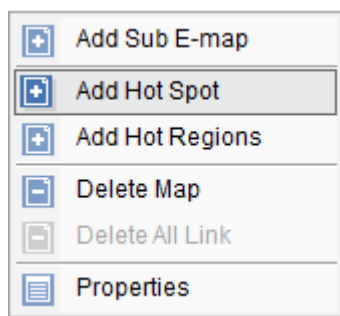 Add Sub E-map
Add Hot Spot
Add Hot Regions
Delete Map
Delete All Link
Properties